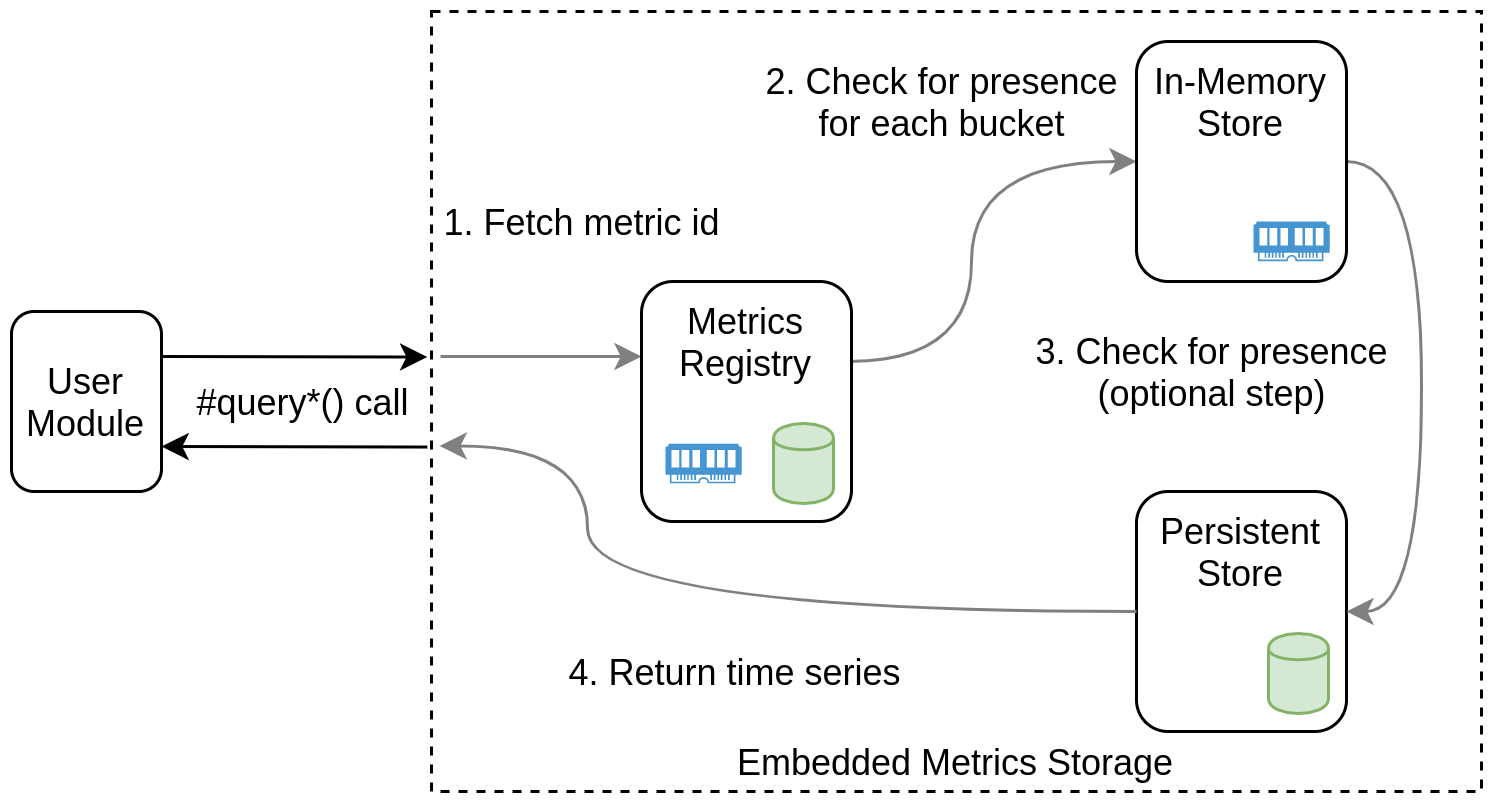 2. Check for presence
for each bucket
In-Memory
Store
1. Fetch metric id
Metrics
Registry
User
Module
#query*() call
3. Check for presence
(optional step)
Persistent
Store
4. Return time series
Embedded Metrics Storage